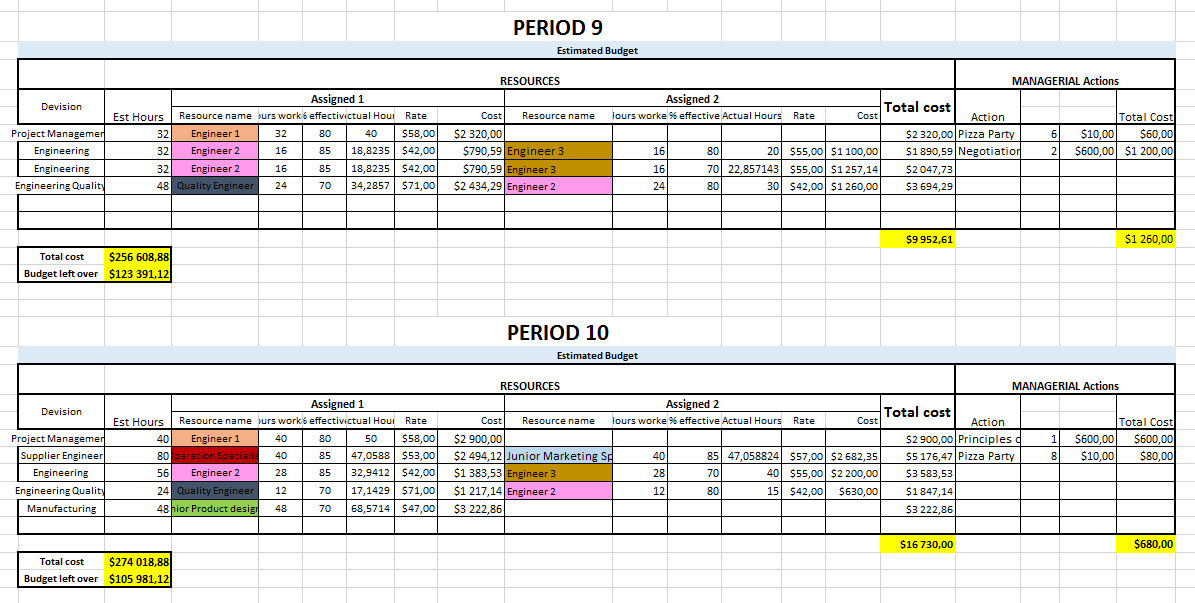 PERIOD 9
Estimated Budget
RESOURCES MANAGERIAL Actions
Devision Est Hours Assigned 1 Assigned 2 Total cost Action Total Cost
Resource name ours work % effectiv ctual Hour Rate Cost Resource name Hours worke % effective Actual Hours Rate Cost
Project Managemen 32 Engineer 1 32 80 40 $58,00 $2 320,00 $2 320,00 Pizza Party 6 $10,00 $60,00
Engineering 32 Engineer 2 16 85 18,8235 $42,00 $790,59 Engineer 3 16 80 20 $55,00 $1 100,00 $1 890,59 Negotiation 2 $600,00 $1 200,00
Engineering 32 Engineer 2 16 85 18,8235 $42,00 $790,59 Engineer 3 16 70 22,857143 $55,00 $1 257,14 $2 047,73
Engineering Quality 48 Quality Engineer 24 70 34,2857 $71,00 $2 434,29 Engineer 2 24 80 30 $42,00 $1 260,00 $3 694,29
$9 952,61 $1 260,00
Total cost $256 608,88
Budget left over $123 391,12
PERIOD 10
Estimated Budget
RESOURCES MANAGERIAL Actions
Devision Est Hours Assigned 1 Assigned 2 Total cost Action Total Cost
Resource name ours work % effectiv ctual Hour Rate Cost Resource name Hours worke % effective Actual Hours Rate Cost
Project Managemen 40 Engineer 1 40 80 50 $58,00 $2 900,00 $2 900,00 Principles o 1 $600,00 $600,00
Supplier Engineer 80 peration Specialis 40 85 47,0588 $53,00 $2 494,12 Junior Marketing Sp 40 85 47,058824 $57,00 $2 682,35 $5 176,47 Pizza Party 8 $10,00 $80,00
Engineering 56 Engineer 2 28 85 32,9412 $42,00 $1 383,53 Engineer 3 28 70 40 $55,00 $2 200,00 $3 583,53
Engineering Quality 24 Quality Engineer 12 70 17,1429 $71,00 $1 217,14 Engineer 2 12 80 15 $42,00 $630,00 $1 847,14
Manufacturing 48 nior Product desigr 48 70 68,5714 $47,00 $3 222,86 $3 222,86
$16 730,00 $680,00
Total cost $274 018,88
Budget left over $105 981,12